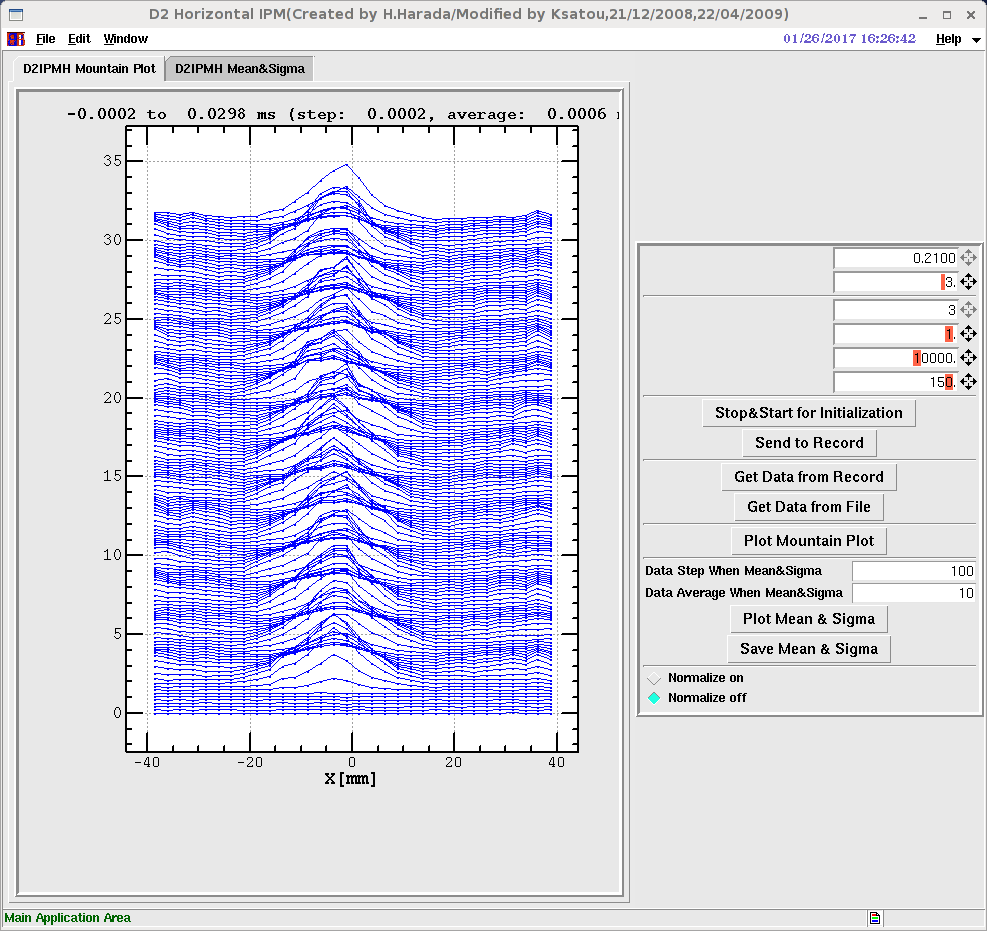 D2 Horizontal IPM(Created by H.Harada/Modified by Ksatou,21/12/2008,22/04/2009)
File Edit Window 01/26/2017 16:26:42 Help
D2IPMH Mountain Plot D2IPMH Mean&Sigma
-0.0002 to 0.0298 ms (step: 0.0002, average: 0.0006
35
30
25
20
15
10
5
0
-40 -20 0 20 40
X[mm]
0.2100
3.
3
1.
10000.
150.
Stop&Start for Initialization
Send to Record
Get Data from Record
Get Data from File
Plot Mountain Plot
Data Step When Mean&Sigma 100
Data Average When Mean&Sigma 10
Plot Mean & Sigma
Save Mean & Sigma
Normalize on
Normalize off
Main Application Area